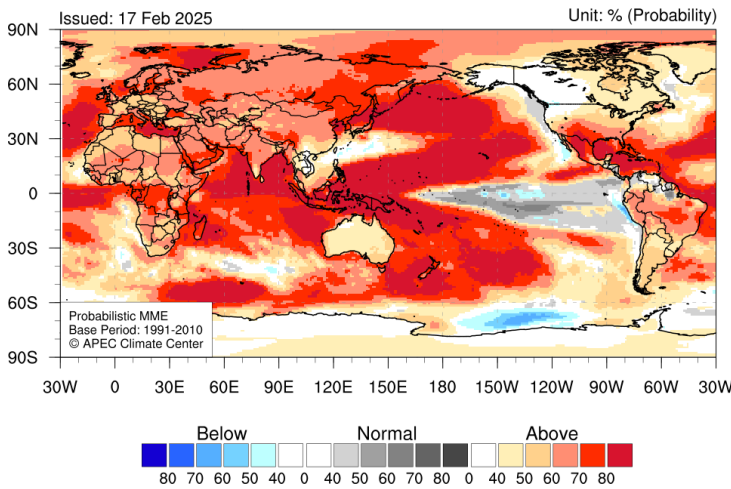 Issued: 17 Feb 2025
Unit: % (Probability)
90N
60N
30N
0
30S
60S
90S
Probabilistic MME
Base Period: 1991-2010
© APEC Climate Center
30W 0 30E 60E 90E 120E 150E 180 150W 120W 90W 60W 30W
Below Normal Above
80 70 60 50 40 0 40 50 60 70 80 0 40 50 60 70 80